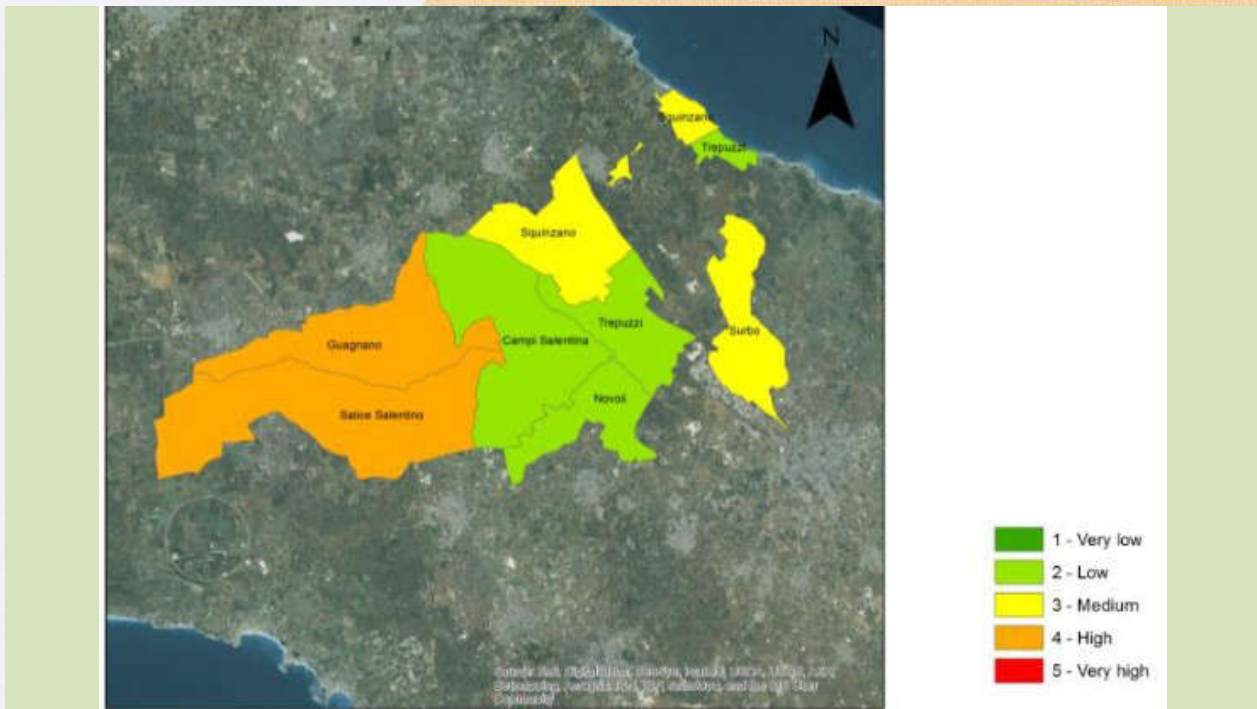 N
Squinzano
Trepuzzi
Squinzano
Surbo
Trepuzzi
Campi Salentina
Guagnano
Novoli
Salice Salentino
1 - Very low
2 - Low
3 - Medium
4 - High
5 - Very high